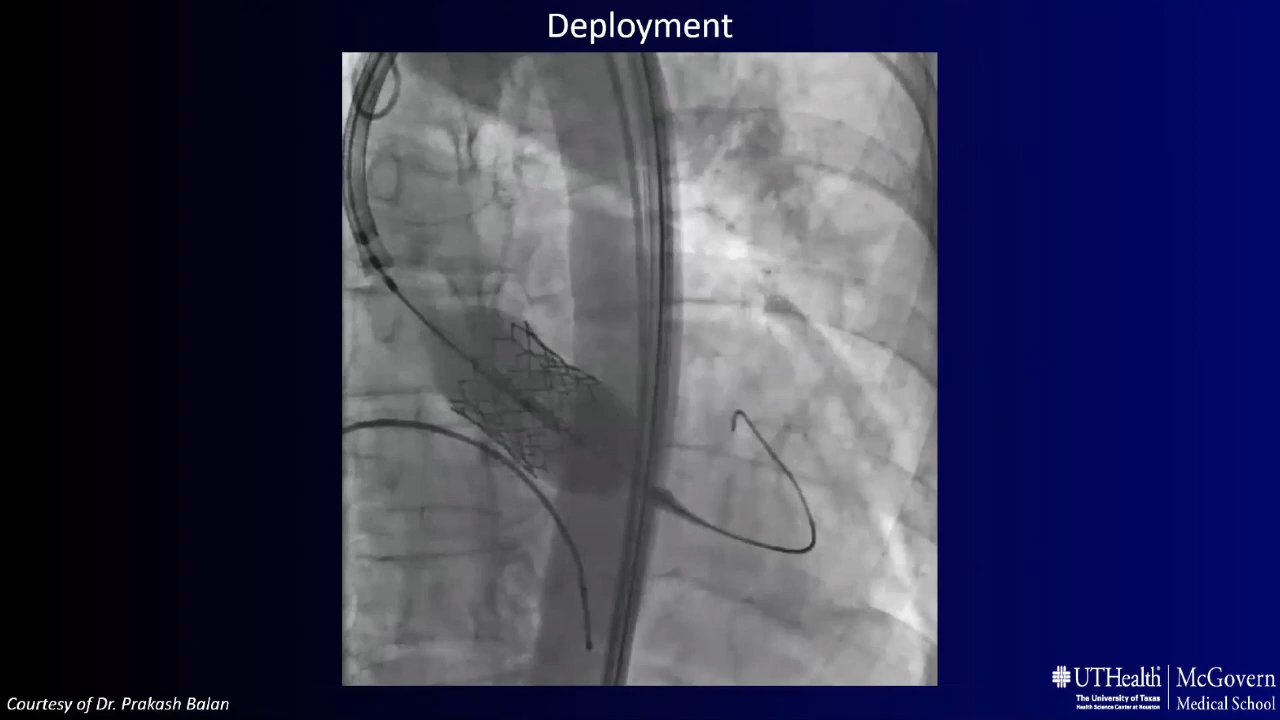 Deployment
UTHealth
The University of Texas
Health Science Center at Houston
McGovern
Medical School
Courtesy of Dr. Prakash Balan